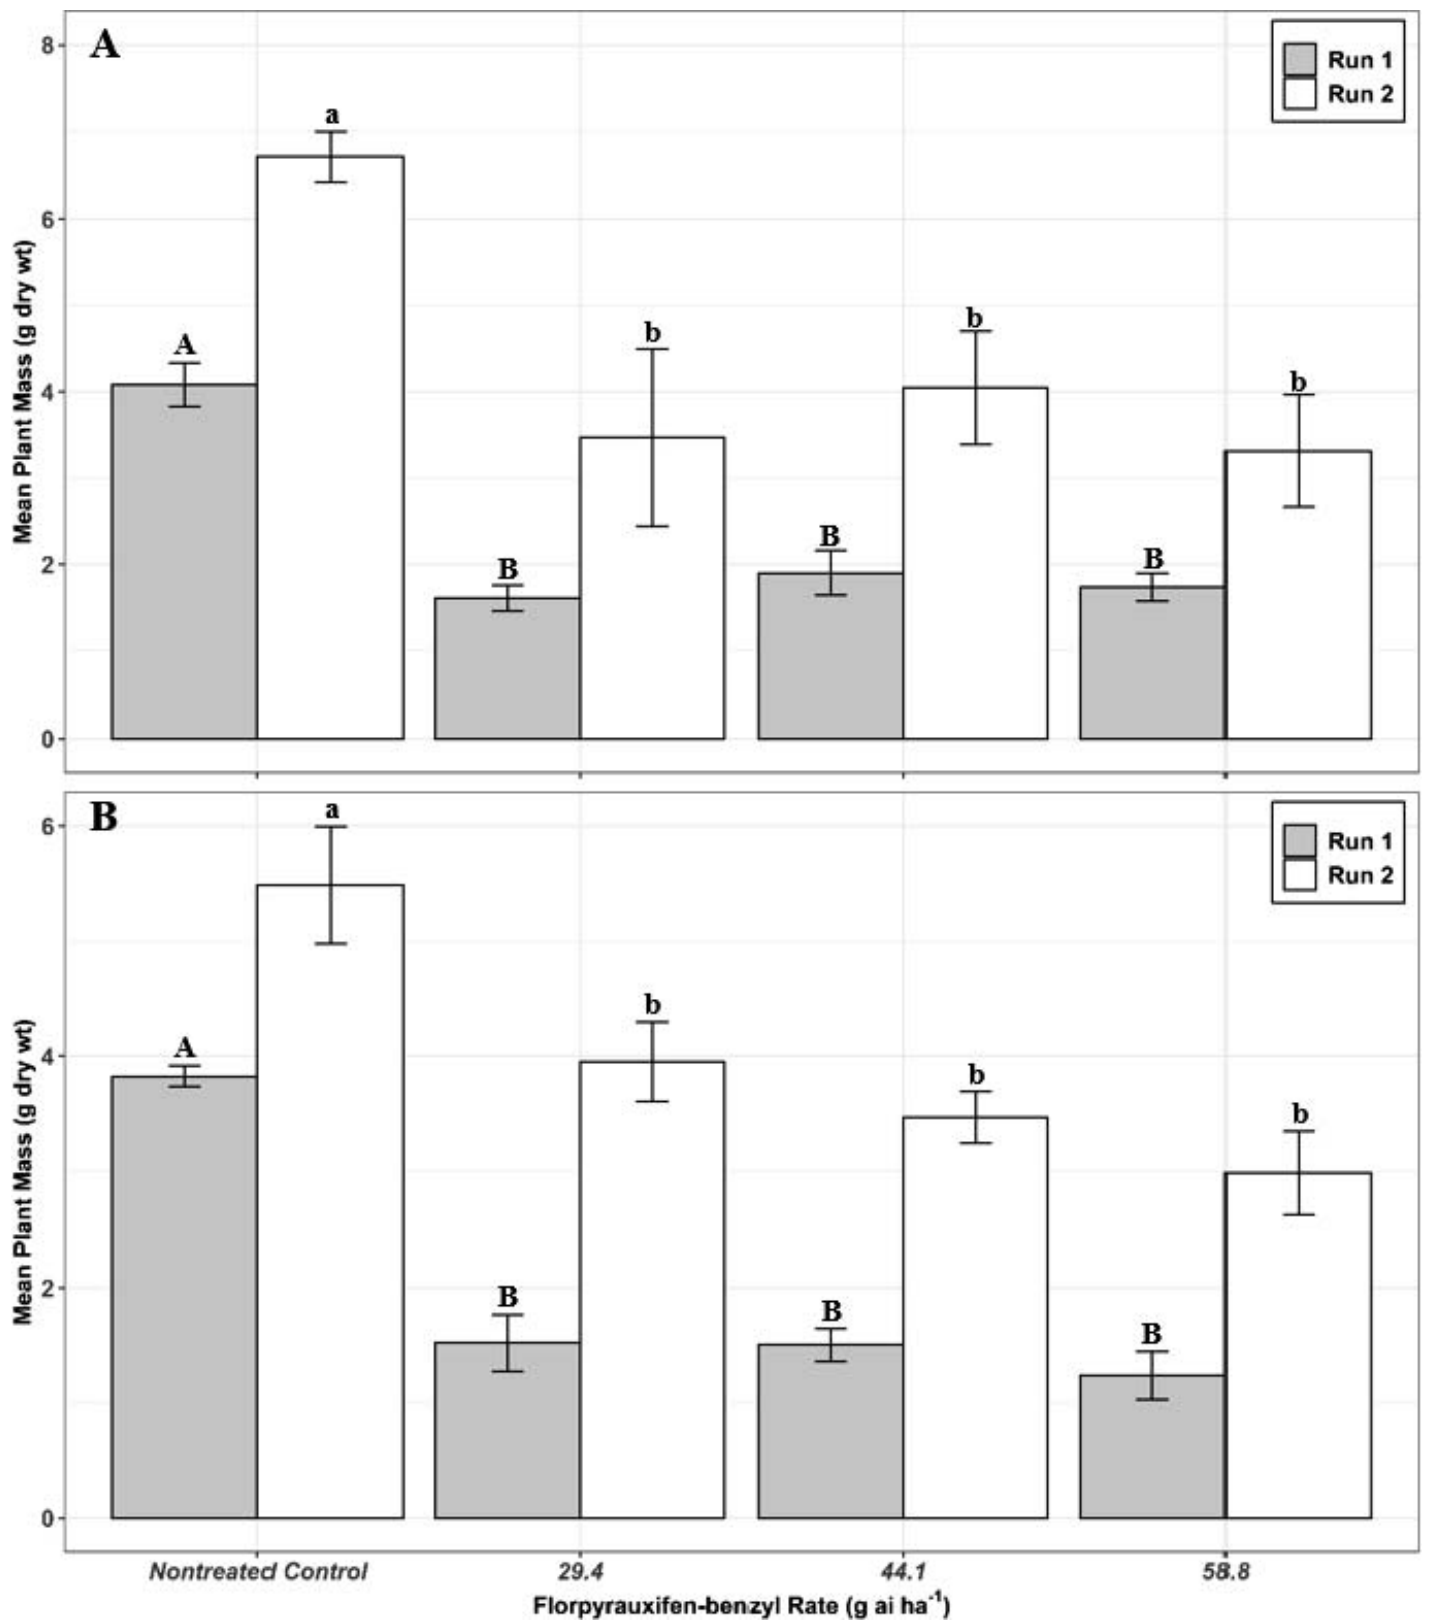 A
Run 1
Run 2
8
6
4
2
0
Mean Plant Mass (g dry wt)
A
a
B
b
B
b
B
b
B
Run 1
Run 2
6
4
2
0
Mean Plant Mass (g dry wt)
A
a
B
b
B
b
B
b
Nontreated Control 29.4 44.1 58.8
Florpyrauxifen-benzyl Rate (g ai ha⁻¹)